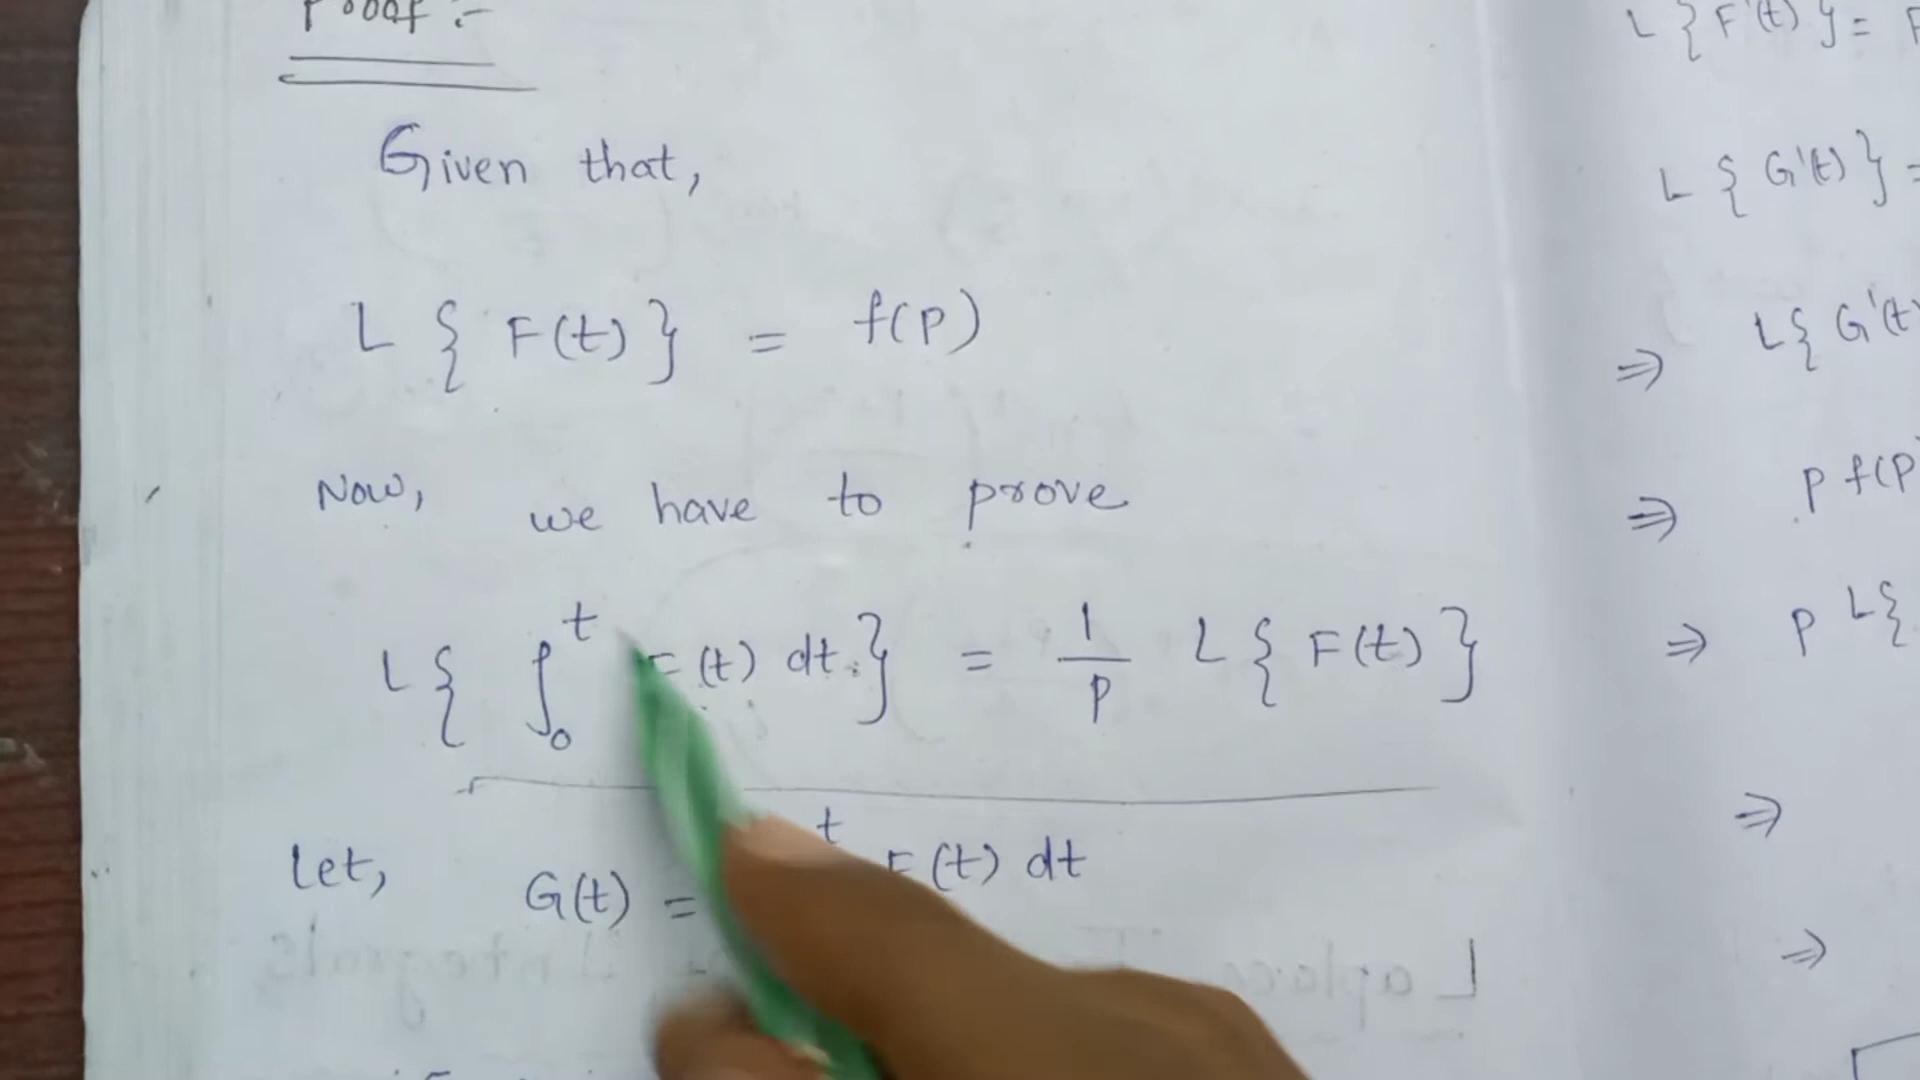 Proof :-
Given that,
L { F(t) } = f(p)
Now, we have to prove
L { ∫₀ᵗ F(t) dt. } = 1/p L { F(t) }
Let, G(t) = t F(t) dt
L { F'(t) } =
L { G'(t) } =
⇒ L { G'(t)
⇒ p f(p)
⇒ p L {
⇒
⇒